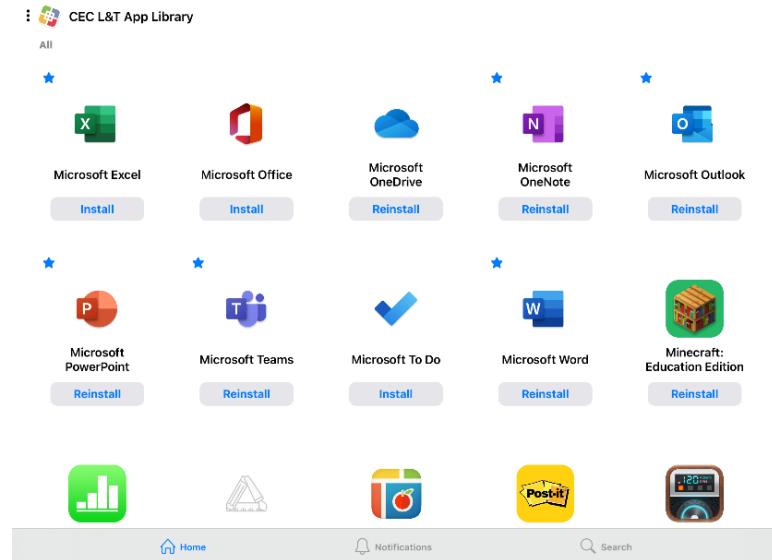 CEC L&T App Library
All
Microsoft Excel
Microsoft Office
Microsoft
OneDrive
Microsoft
OneNote
Microsoft Outlook
Install
Install
Reinstall
Reinstall
Reinstall
Microsoft
PowerPoint
Microsoft Teams
Microsoft To Do
Microsoft Word
Minecraft:
Education Edition
Reinstall
Reinstall
Install
Reinstall
Reinstall
Post-it
120
Home
Notifications
Search